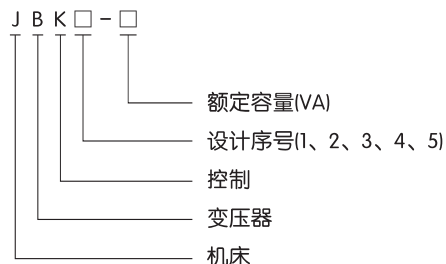 J B K □ - □
额定容量(VA)
设计序号(1、2、3、4、5)
控制
变压器
机床